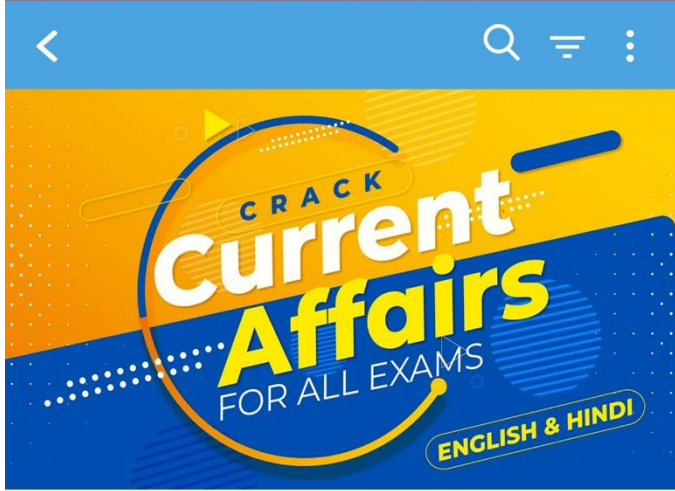 CRACK
Current
Affairs
FOR ALL EXAMS
ENGLISH & HINDI